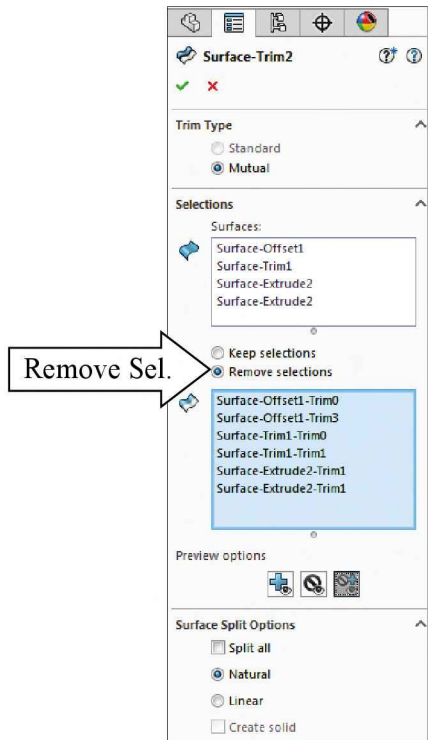 Surface-Trim2
Trim Type
Standard
Mutual
Selections
Surfaces:
Surface-Offset1
Surface-Trim1
Surface-Extrude2
Surface-Extrude2
Keep selections
Remove Sel.
Remove selections
Surface-Offset1-Trim0
Surface-Offset1-Trim3
Surface-Trim1-Trim0
Surface-Trim1-Trim1
Surface-Extrude2-Trim1
Surface-Extrude2-Trim1
Preview options
Surface Split Options
Split all
Natural
Linear
Create solid